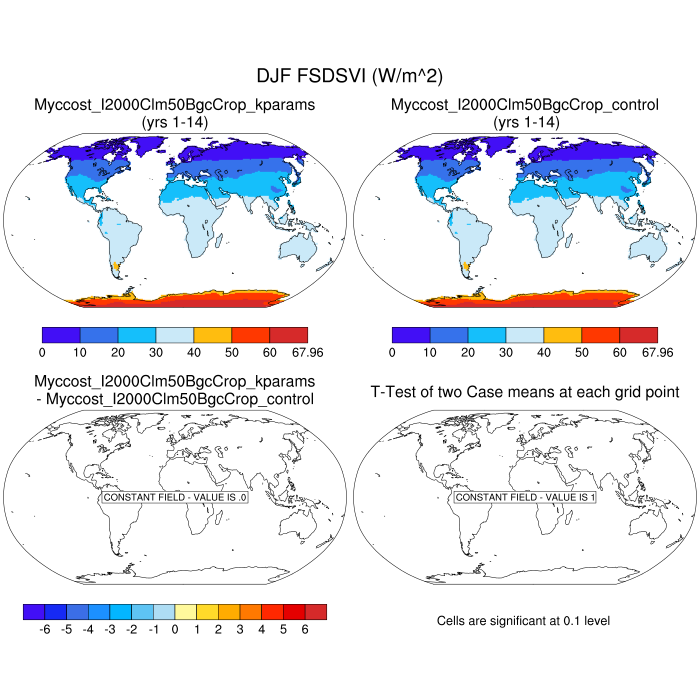 DJF FSDSVI (W/m^2)
Myccost_I2000Clm50BgcCrop_kparams
(yrs 1-14)
Myccost_I2000Clm50BgcCrop_control
(yrs 1-14)
0 10 20 30 40 50 60 67.96
0 10 20 30 40 50 60 67.96
Myccost_I2000Clm50BgcCrop_kparams
- Myccost_I2000Clm50BgcCrop_control
T-Test of two Case means at each grid point
CONSTANT FIELD - VALUE IS .0
CONSTANT FIELD - VALUE IS 1
-6 -5 -4 -3 -2 -1 0 1 2 3 4 5 6
Cells are significant at 0.1 level